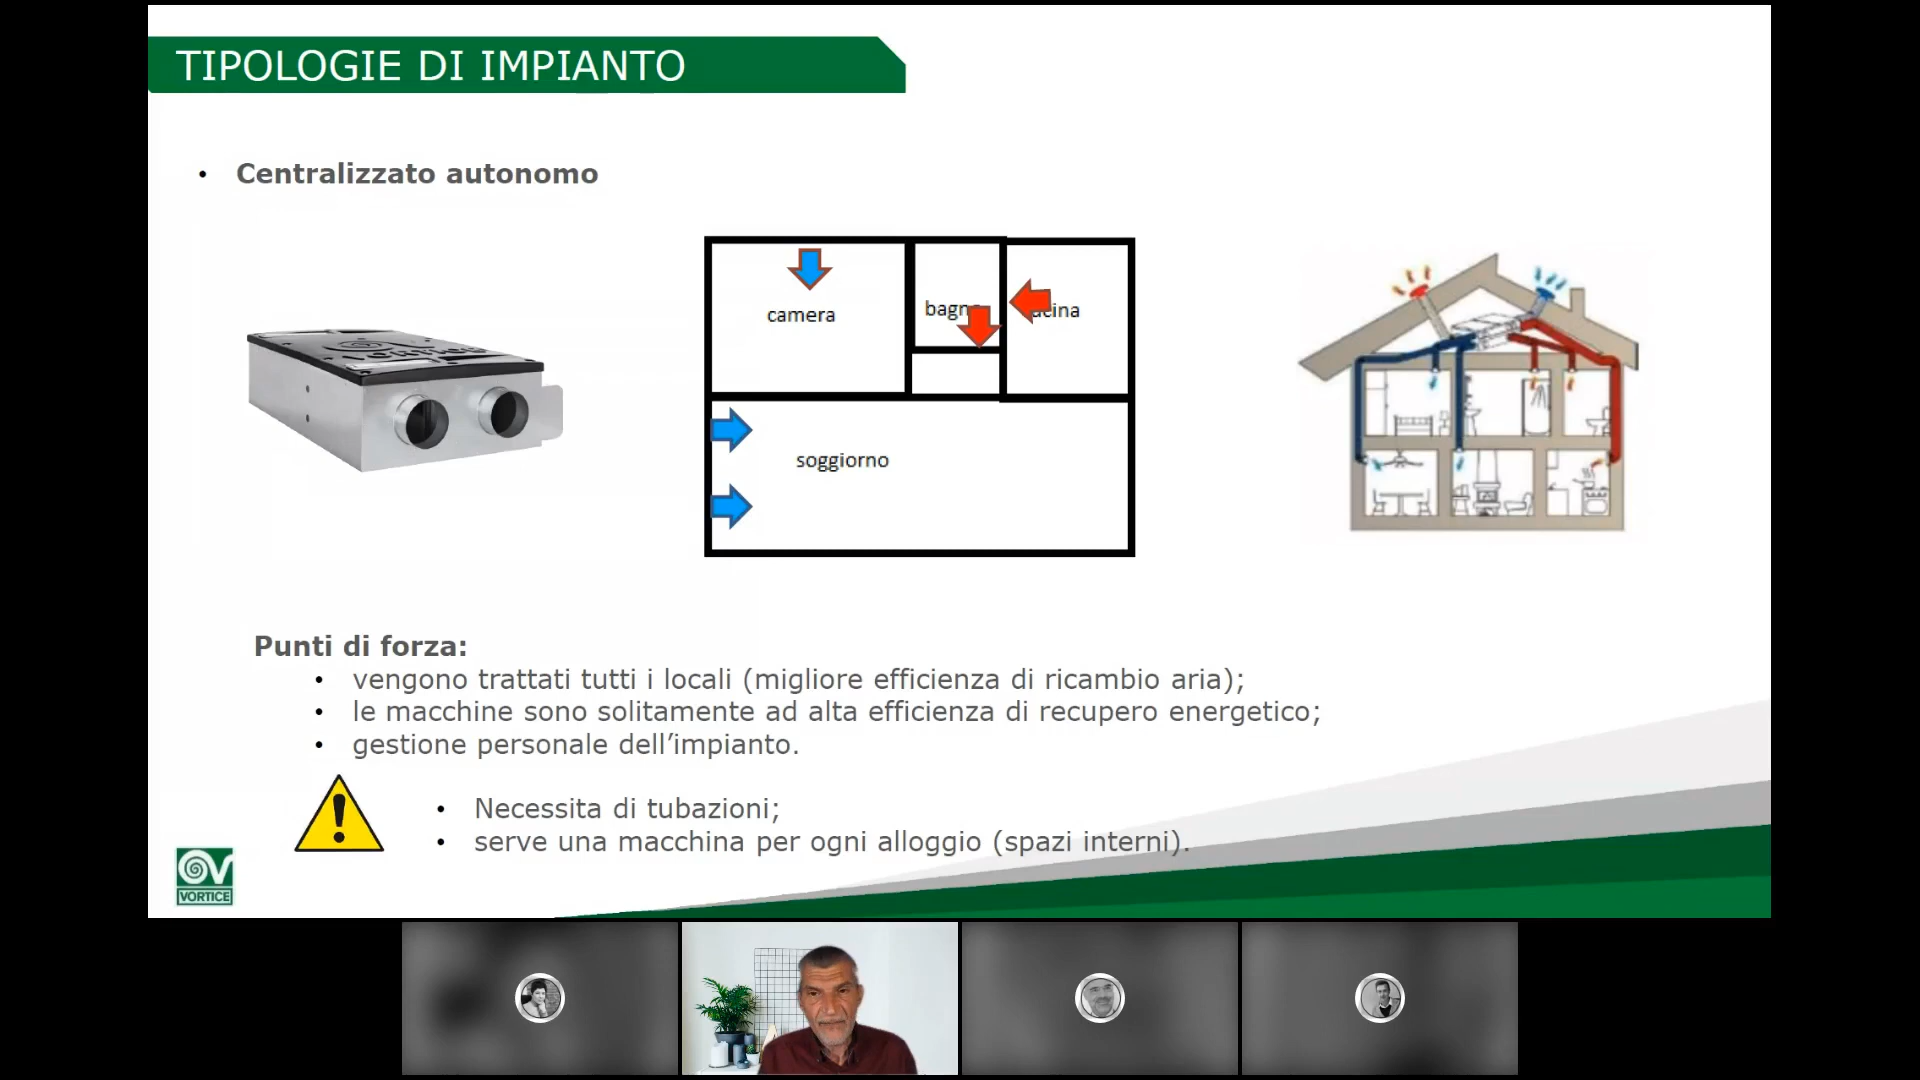 TIPOLOGIE DI IMPIANTO
• Centralizzato autonomo
camera
soggiorno
Punti di forza:
• vengono trattati tutti i locali (migliore efficienza di ricambio aria);
• le macchine sono solitamente ad alta efficienza di recupero energetico;
• gestione personale dell’impianto.
• Necessita di tubazioni;
• serve una macchina per ogni alloggio (spazi interni).
VORTICE